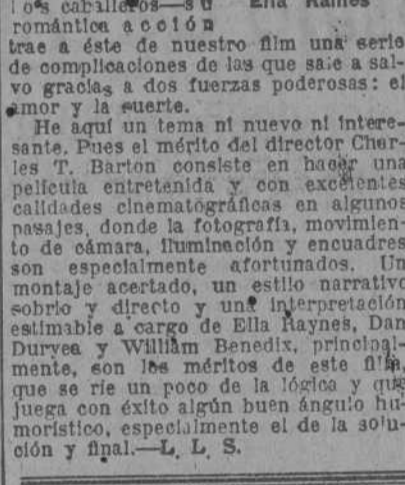 los caballeros—su Ella Raines
romántica acción
trae a éste de nuestro film una serie
de complicaciones de las que sale a sal-
vo gracias a dos fuerzas poderosas: el
amor y la suerte.
He aquí un tema ni nuevo ni intere-
sante. Pues el mérito del director Char-
les T. Barton consiste en hacer una
película entretenida y con excelentes
calidades cinematográficas en algunos
pasajes, donde la fotografía, movimien-
to de cámara, iluminación y encuadres
son especialmente afortunados. Un
montaje acertado, un estilo narrativo
sobrio y directo y una interpretación
estimable a cargo de Ella Raynes, Dan
Duryea y William Benedix, principal-
mente, son los méritos de este film,
que se ríe un poco de la lógica y que
juega con éxito algún buen ángulo hu-
morístico, especialmente el de la solu-
ción y final.—L. L. S.